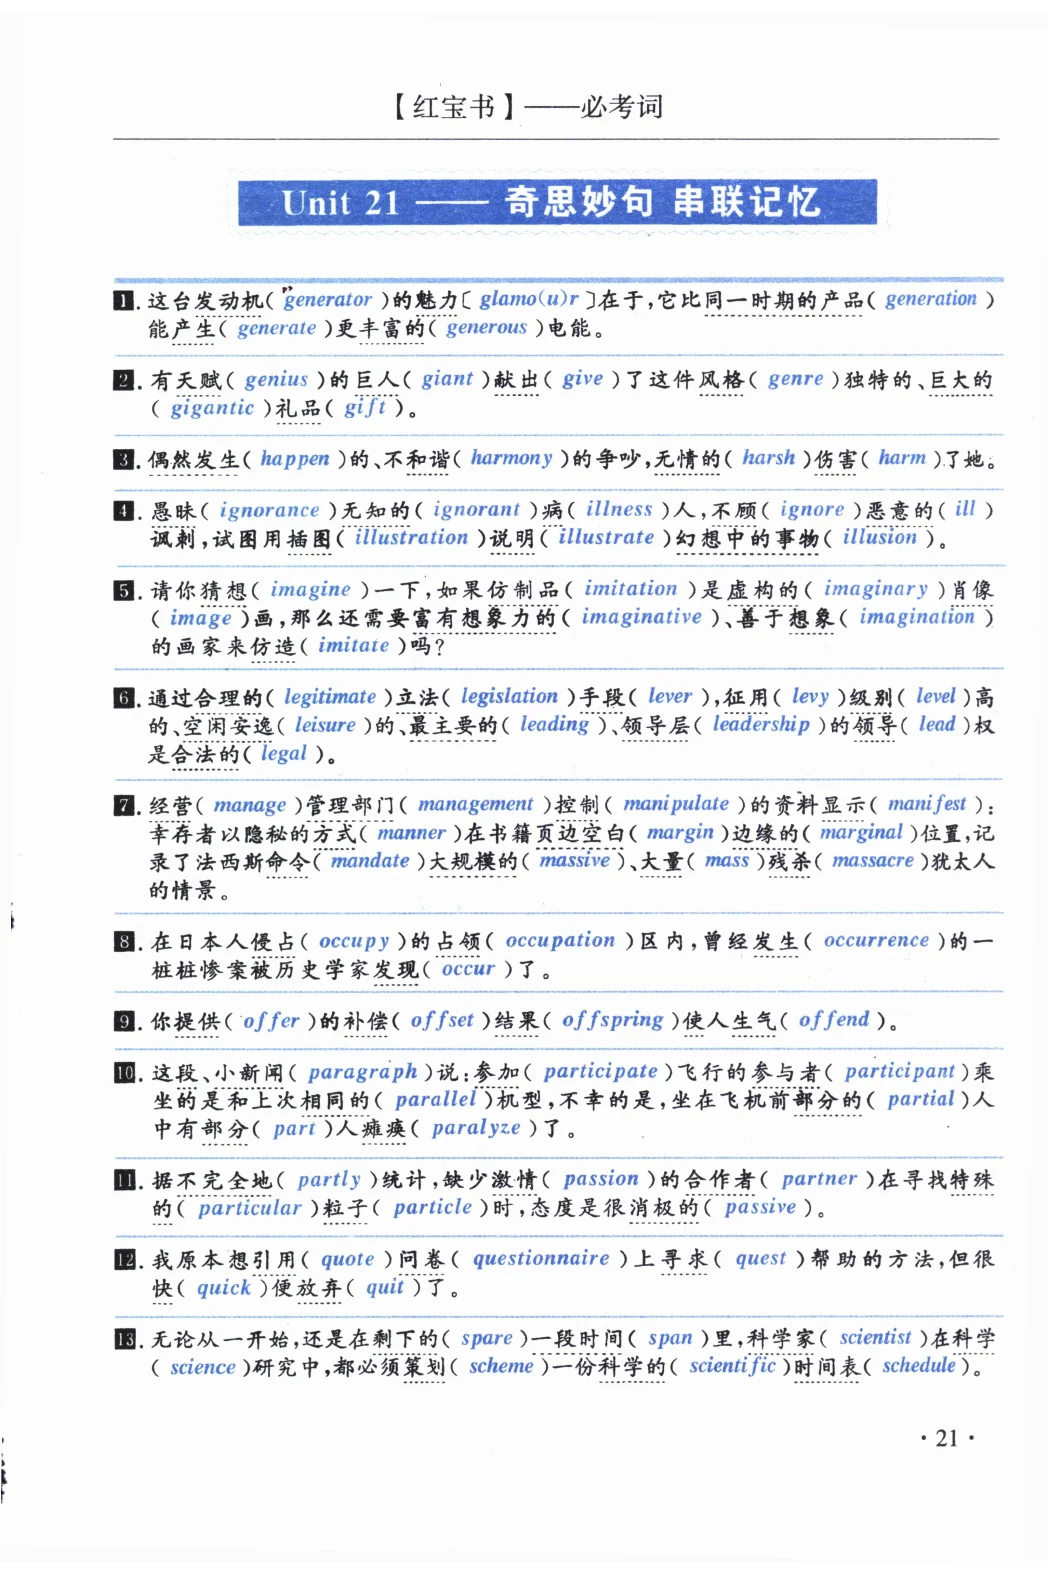 【红宝书】——必考词
Unit 21 —— 奇思妙句 串联记忆
1. 这台发动机( generator )的魅力[ glamo(u)r ]在于,它比同一时期的产品( generation )
能产生( generate )更丰富的( generous )电能。
2. 有天赋( genius )的巨人( giant )献出( give )了这件风格( genre )独特的、巨大的
( gigantic )礼品( gift )。
3. 偶然发生( happen )的、不和谐( harmony )的争吵,无情的( harsh )伤害( harm )了她。
4. 愚昧( ignorance )无知的( ignorant )病( illness )人,不顾( ignore )恶意的( ill )
讽刺,试图用插图( illustration )说明( illustrate )幻想中的事物( illusion )。
5. 请你猜想( imagine )一下,如果仿制品( imitation )是虚构的( imaginary )肖像
( image )画,那么还需要富有想象力的( imaginative )、善于想象( imagination )
的画家来仿造( imitate )吗?
6. 通过合理的( legitimate )立法( legislation )手段( lever ),征用( levy )级别( level )高
的、空闲安逸( leisure )的、最主要的( leading )、领导层( leadership )的领导( lead )权
是合法的( legal )。
7. 经营( manage )管理部门( management )控制( manipulate )的资料显示( manifest ):
幸存者以隐秘的方式( manner )在书籍页边空白( margin )边缘的( marginal )位置,记
录了法西斯命令( mandate )大规模的( massive )、大量( mass )残杀( massacre )犹太人
的情景。
8. 在日本人侵占( occupy )的占领( occupation )区内,曾经发生( occurrence )的一
桩桩惨案被历史学家发现( occur )了。
9. 你提供( offer )的补偿( offset )结果( offspring )使人生气( offend )。
10. 这段、小新闻( paragraph )说:参加( participate )飞行的参与者( participant )乘
坐的是和上次相同的( parallel )机型,不幸的是,坐在飞机前部分的( partial )人
中有部分( part )人瘫痪( paralyze )了。
11. 据不完全地( partly )统计,缺少激情( passion )的合作者( partner )在寻找特殊
的( particular )粒子( particle )时,态度是很消极的( passive )。
12. 我原本想引用( quote )问卷( questionnaire )上寻求( quest )帮助的方法,但很
快( quick )便放弃( quit )了。
13. 无论从一开始,还是在剩下的( spare )一段时间( span )里,科学家( scientist )在科学
( science )研究中,都必须策划( scheme )一份科学的( scientific )时间表( schedule )。
· 21 ·